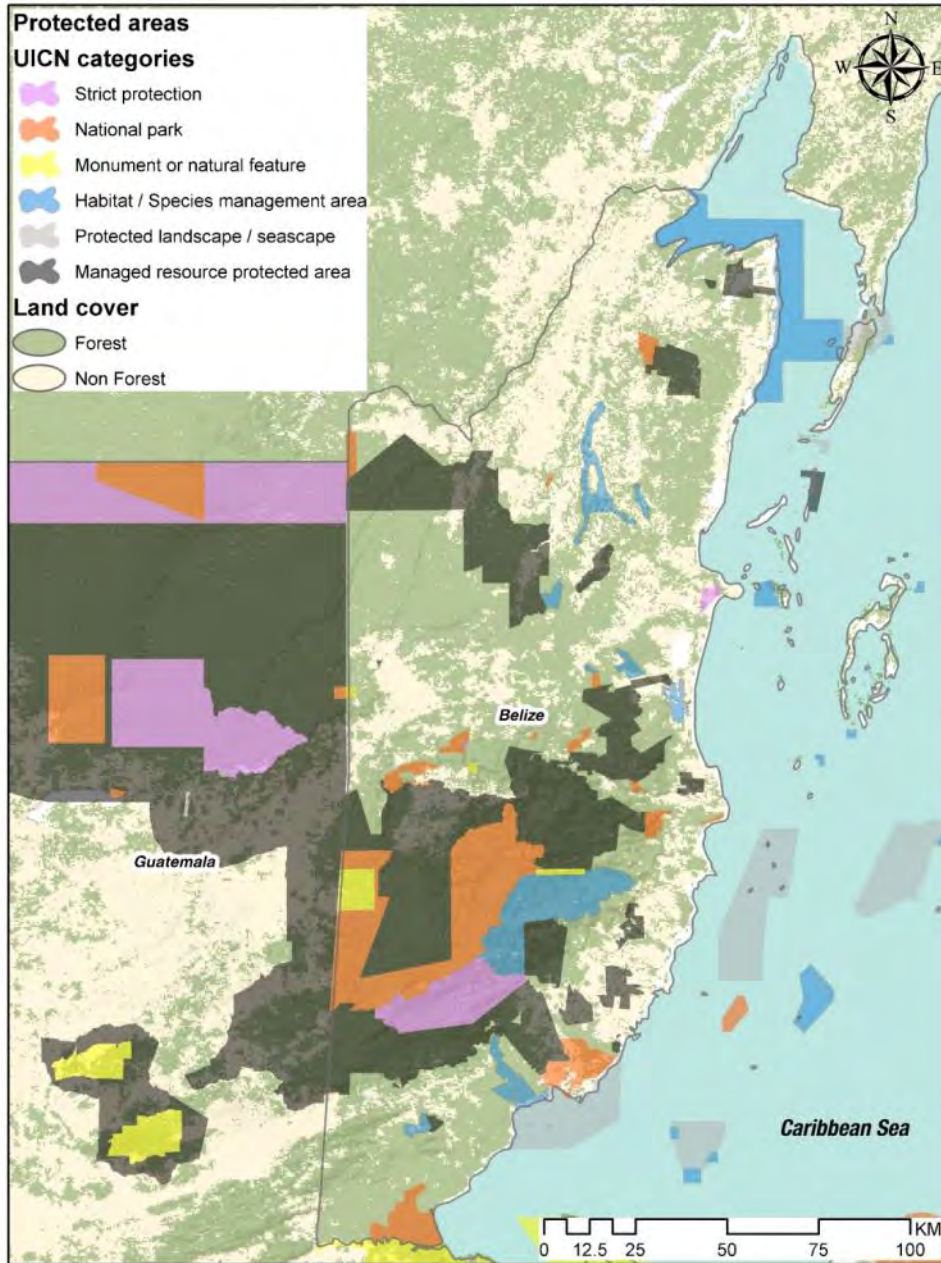 Protected areas
UICN categories
Strict protection
National park
Monument or natural feature
Habitat / Species management area
Protected landscape / seascape
Managed resource protected area
Land cover
Forest
Non Forest
N
W E
S
Belize
Guatemala
Caribbean Sea
KM
0 12.5 25 50 75 100